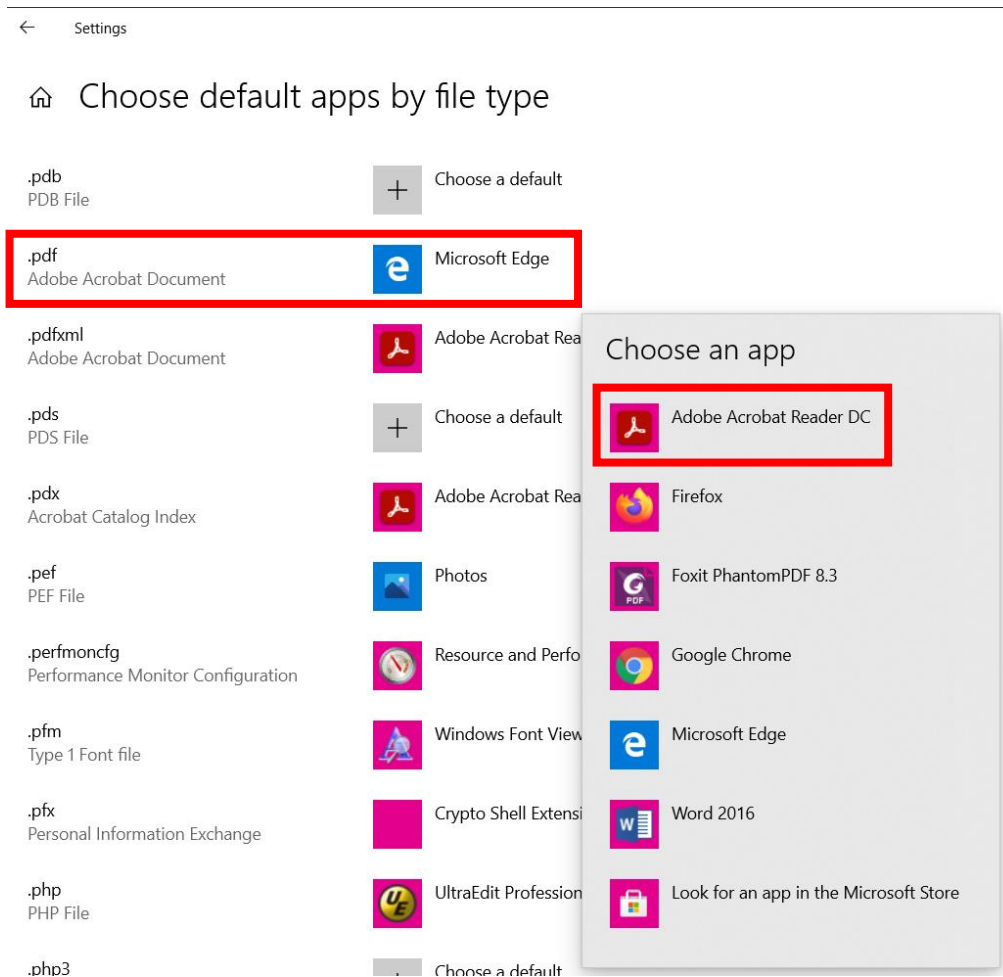 Settings
Choose default apps by file type
.pdb
PDB File
Choose a default
.pdf
Adobe Acrobat Document
Microsoft Edge
.pdfxml
Adobe Acrobat Document
Adobe Acrobat Rea
.pds
PDS File
Choose a default
.pdx
Acrobat Catalog Index
Adobe Acrobat Rea
.pef
PEF File
Photos
.perfmoncfg
Performance Monitor Configuration
Resource and Perfo
.pfm
Type 1 Font file
Windows Font View
.pfx
Personal Information Exchange
Crypto Shell Extensi
.php
PHP File
UE
UltraEdit Profession
.php3
Choose a default
Choose an app
Adobe Acrobat Reader DC
Firefox
PDF
Foxit PhantomPDF 8.3
Google Chrome
Microsoft Edge
W
Word 2016
Look for an app in the Microsoft Store